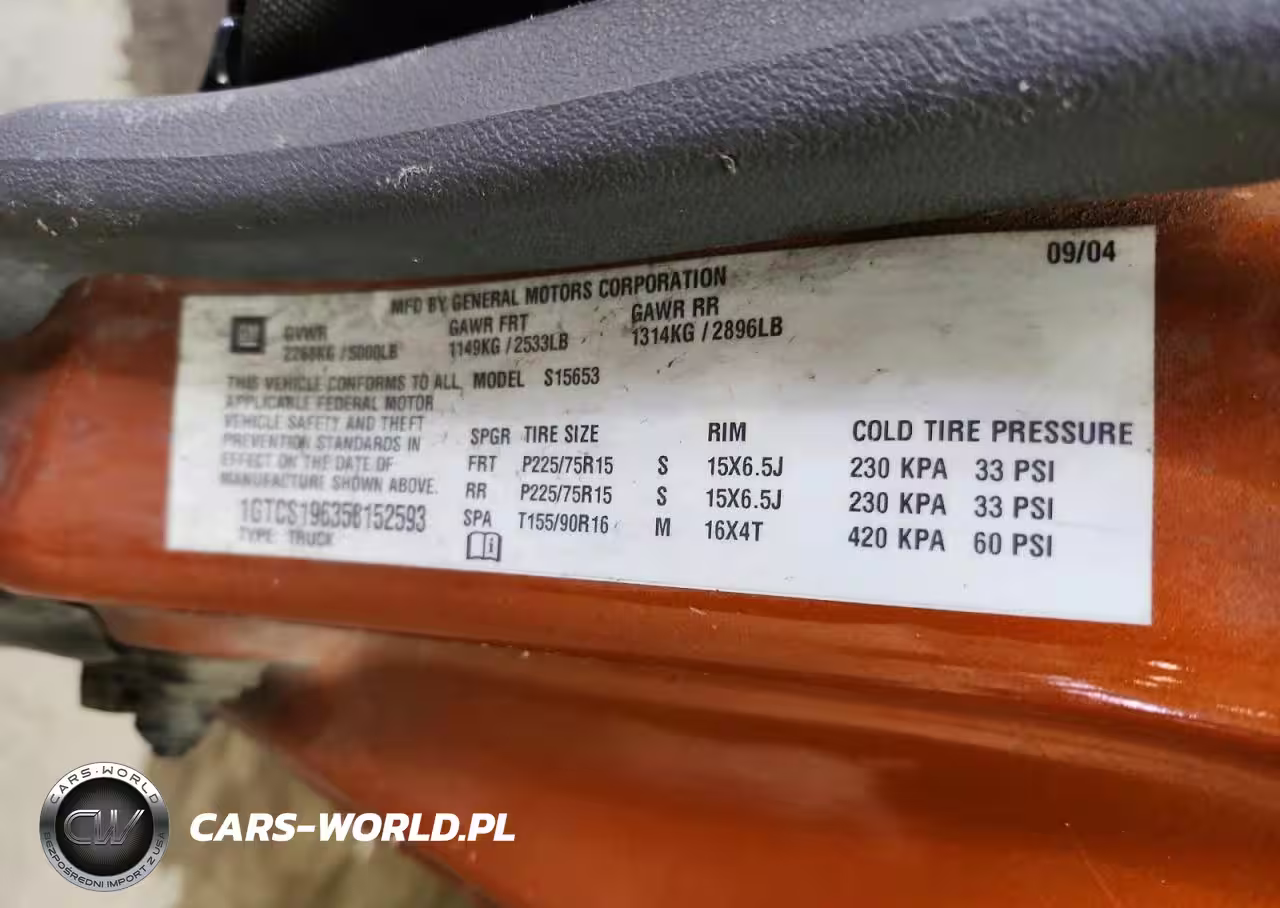 09/04
MFD BY GENERAL MOTORS CORPORATION
GM
GVWR GAWR FRT GAWR RR
2268KG / 5000LB 1149KG / 2533LB 1314KG / 2896LB
THIS VEHICLE CONFORMS TO ALL MODEL S15653
APPLICABLE FEDERAL MOTOR
VEHICLE SAFETY AND THEFT
PREVENTION STANDARDS IN
EFFECT ON THE DATE OF
MANUFACTURE SHOWN ABOVE.
1GTCS196358152593
TYPE: TRUCK
SPGR TIRE SIZE RIM COLD TIRE PRESSURE
FRT P225/75R15 S 15X6.5J 230 KPA 33 PSI
RR P225/75R15 S 15X6.5J 230 KPA 33 PSI
SPA T155/90R16 M 16X4T 420 KPA 60 PSI
CARS-WORLD
CW
BEZPOŚREDNI IMPORT Z USA
CARS-WORLD.PL